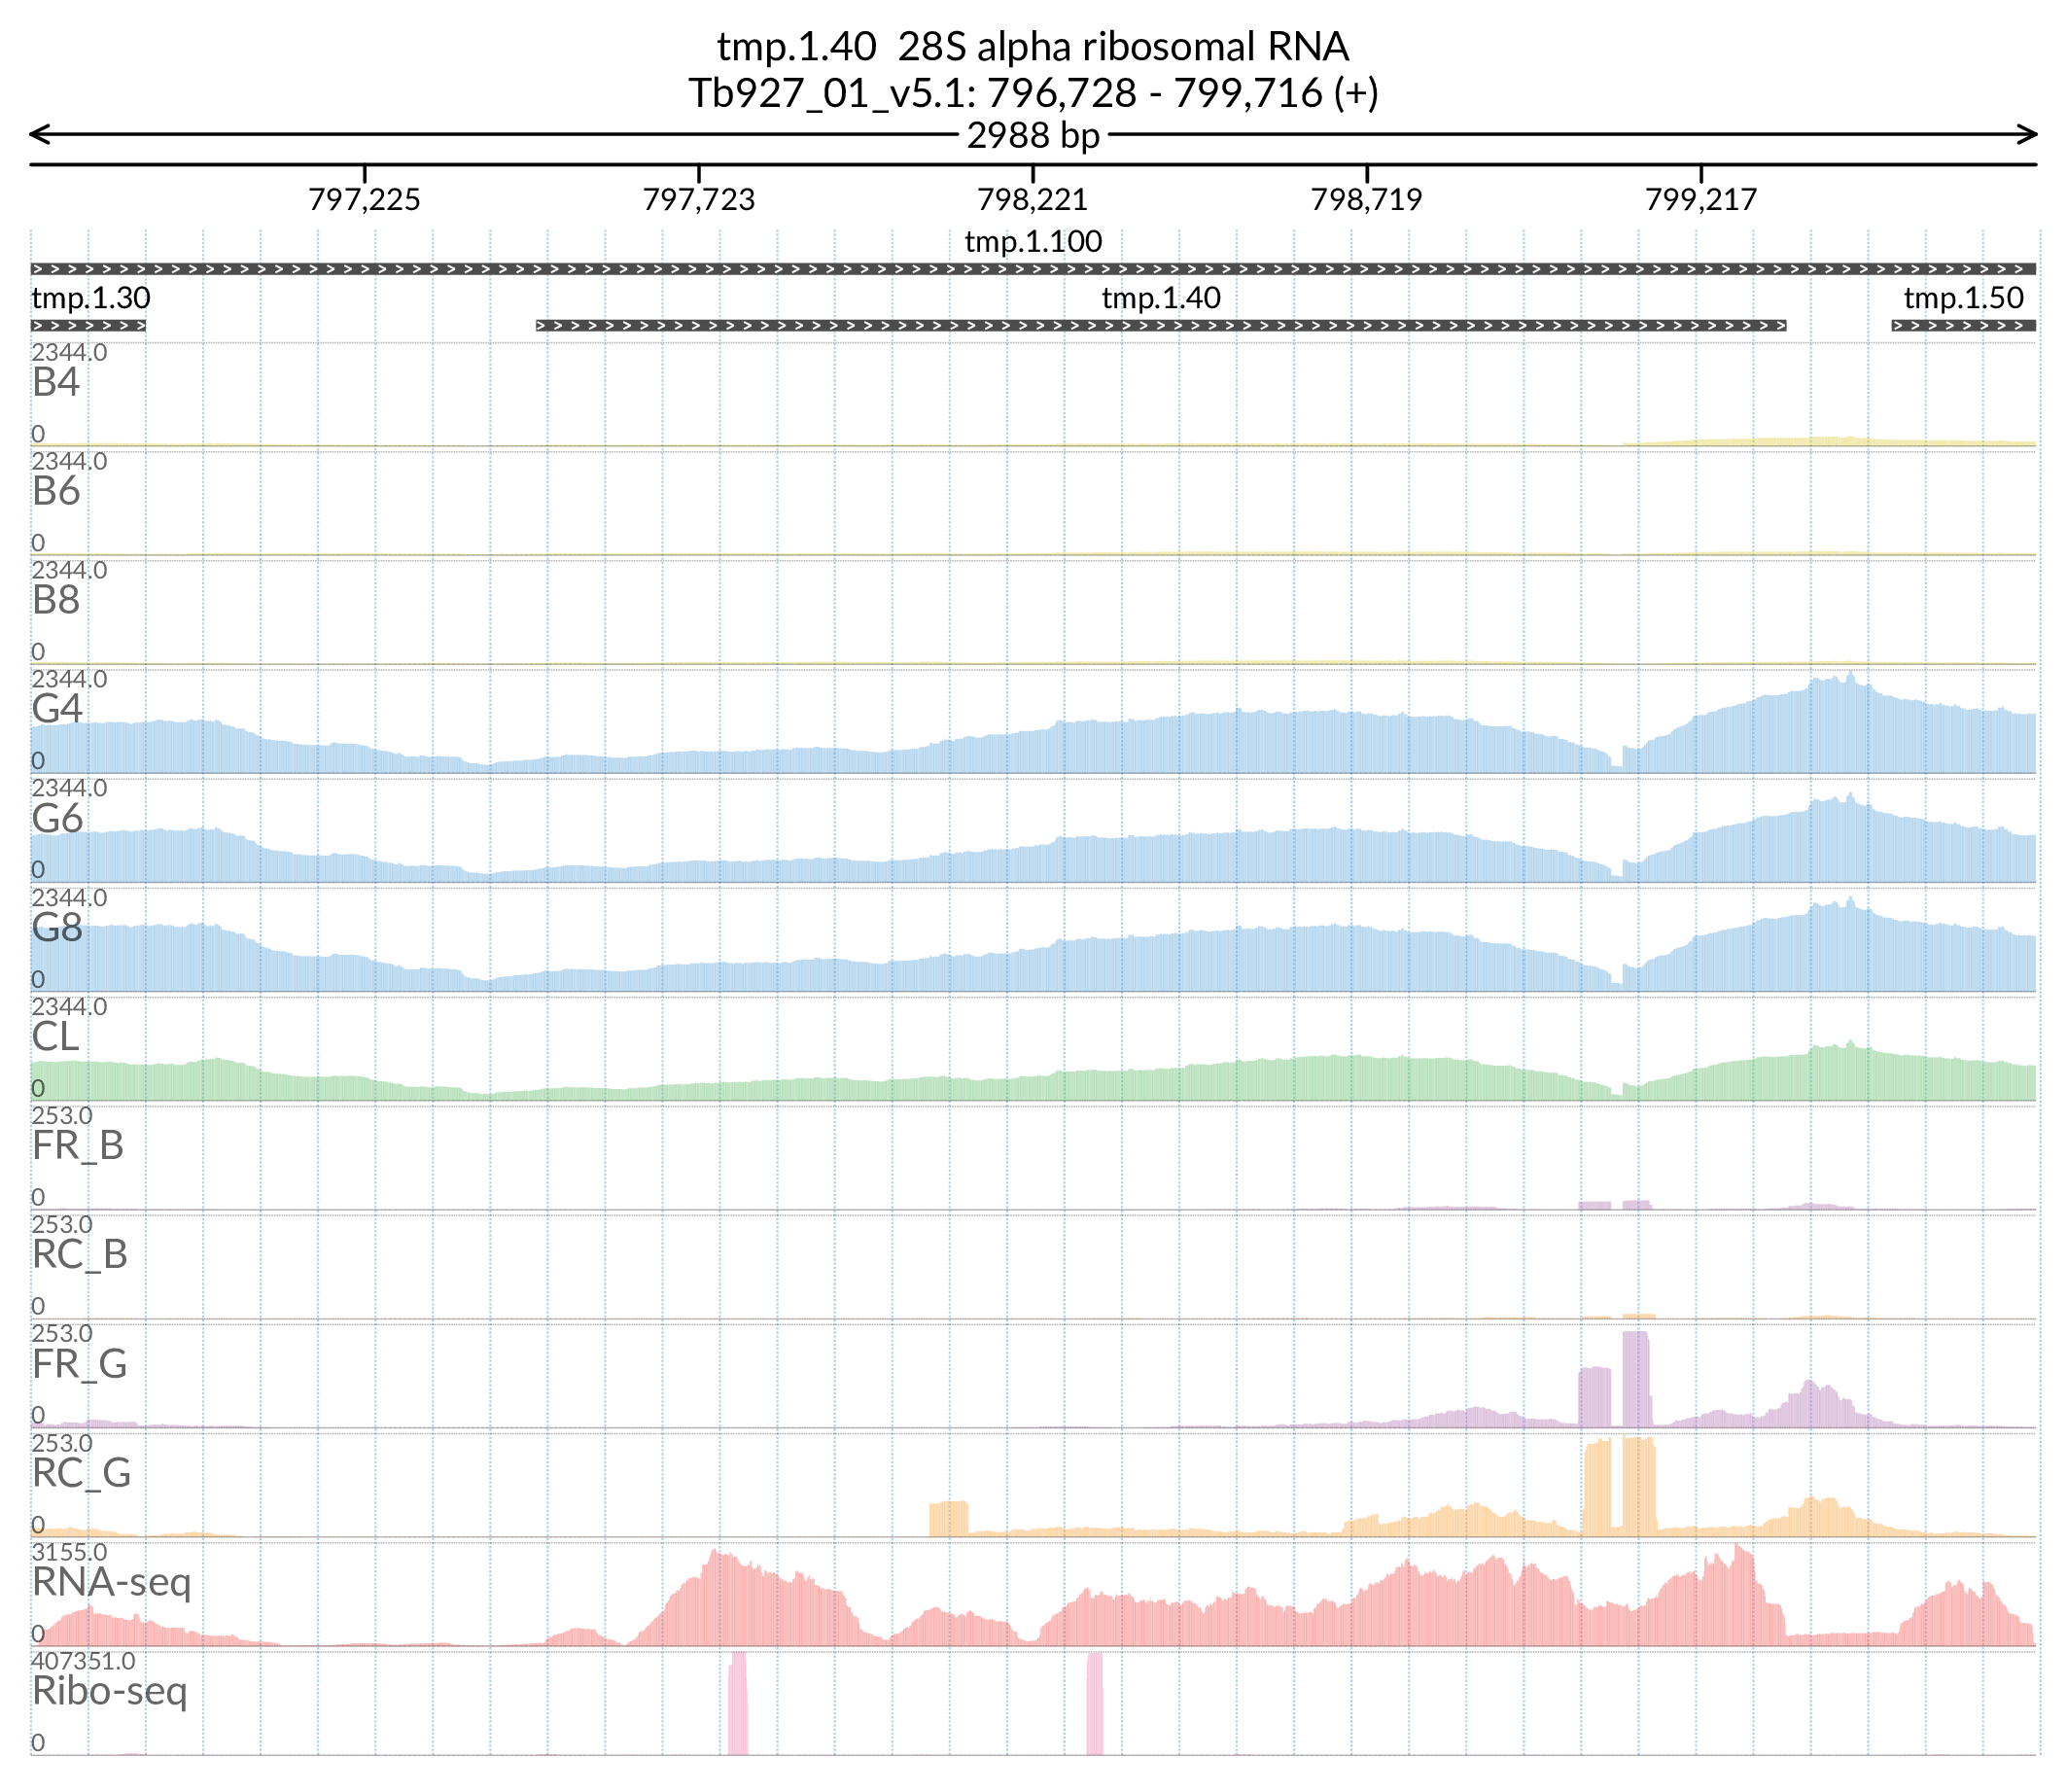 tmp.1.40 28S alpha ribosomal RNA
Tb927_01_v5.1: 796,728 - 799,716 (+)
2988 bp
797,225 797,723 798,221 798,719 799,217
tmp.1.100
tmp.1.30 tmp.1.40 tmp.1.50
2344.0
B4
0
2344.0
B6
0
2344.0
B8
0
2344.0
G4
0
2344.0
G6
0
2344.0
G8
0
2344.0
CL
0
253.0
FR_B
0
253.0
RC_B
0
253.0
FR_G
0
253.0
RC_G
0
3155.0
RNA-seq
0
407351.0
Ribo-seq
0